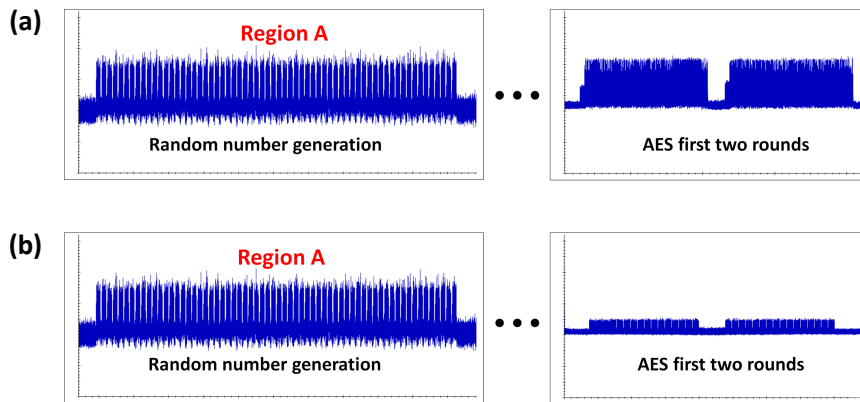 (a)
Region A
Random number generation
AES first two rounds
(b)
Region A
Random number generation
AES first two rounds